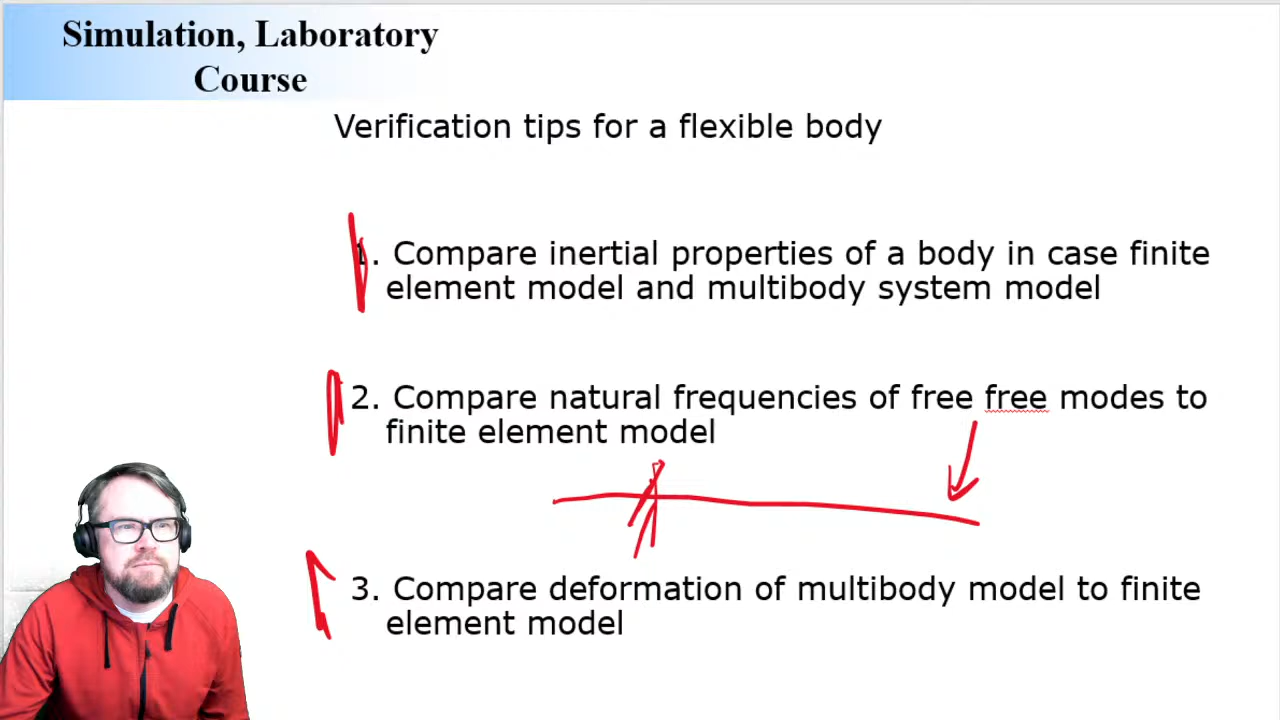 Simulation, Laboratory
Course
Verification tips for a flexible body
1. Compare inertial properties of a body in case finite
element model and multibody system model
2. Compare natural frequencies of free free modes to
finite element model
3. Compare deformation of multibody model to finite
element model